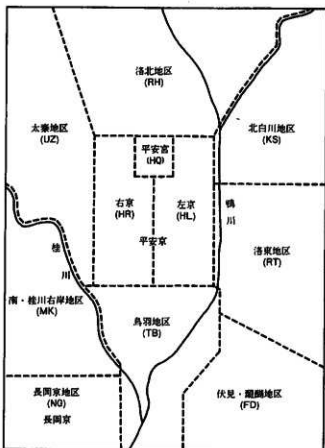 洛北地区
(RH)
太秦地区
(UZ)
北白川地区
(KS)
平安宮
(HQ)
右京
(HR)
左京
(HL)
鴨川
平安京
洛東地区
(RT)
桂川
南・桂川右岸地区
(MK)
鳥羽地区
(TB)
長岡京地区
(NG)
長岡京
伏見・醍醐地区
(FD)